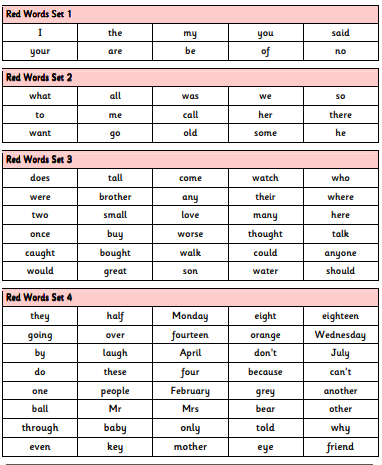 Red Words Set 1
I the my you said
your are be of no
Red Words Set 2
what all was we so
to me call her there
want go old some he
Red Words Set 3
does tall come watch who
were brother any their where
two small love many here
once buy worse thought talk
caught bought walk could anyone
would great son water should
Red Words Set 4
they half Monday eight eighteen
going over fourteen orange Wednesday
by laugh April don't July
do these four because can't
one people February grey another
ball Mr Mrs bear other
through baby only told why
even key mother eye friend